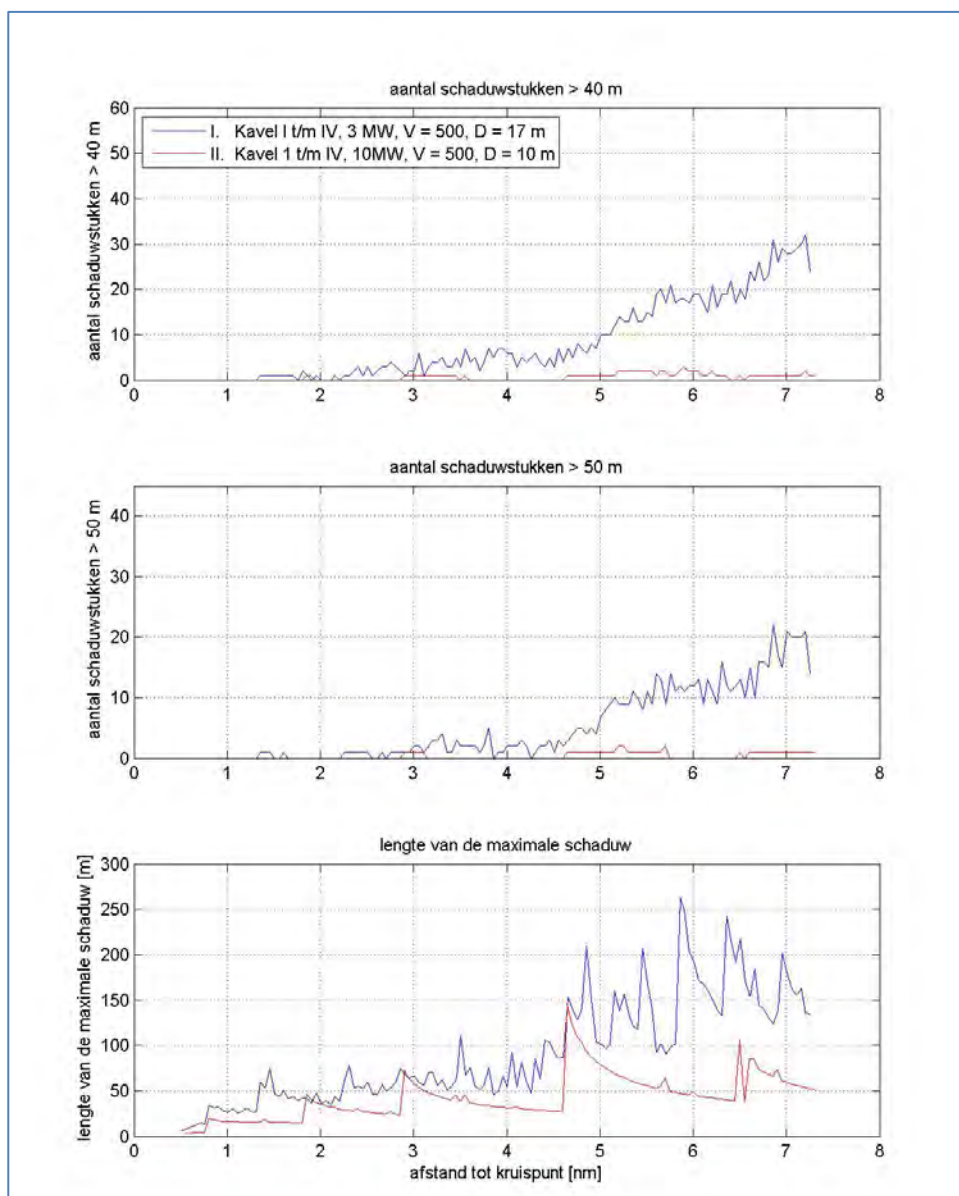 aantal schaduwstukken > 40 m
aantal schaduwstukken > 40 m
60
50
40
30
20
10
0
I. Kavel I t/m IV, 3 MW, V = 500, D = 17 m
II. Kavel 1 t/m IV, 10MW, V = 500, D = 10 m
0 1 2 3 4 5 6 7 8
aantal schaduwstukken > 50 m
aantal schaduwstukken > 50 m
40
30
20
10
0
0 1 2 3 4 5 6 7 8
lengte van de maximale schaduw
lengte van de maximale schaduw [m]
300
250
200
150
100
50
0
0 1 2 3 4 5 6 7 8
afstand tot kruispunt [nm]